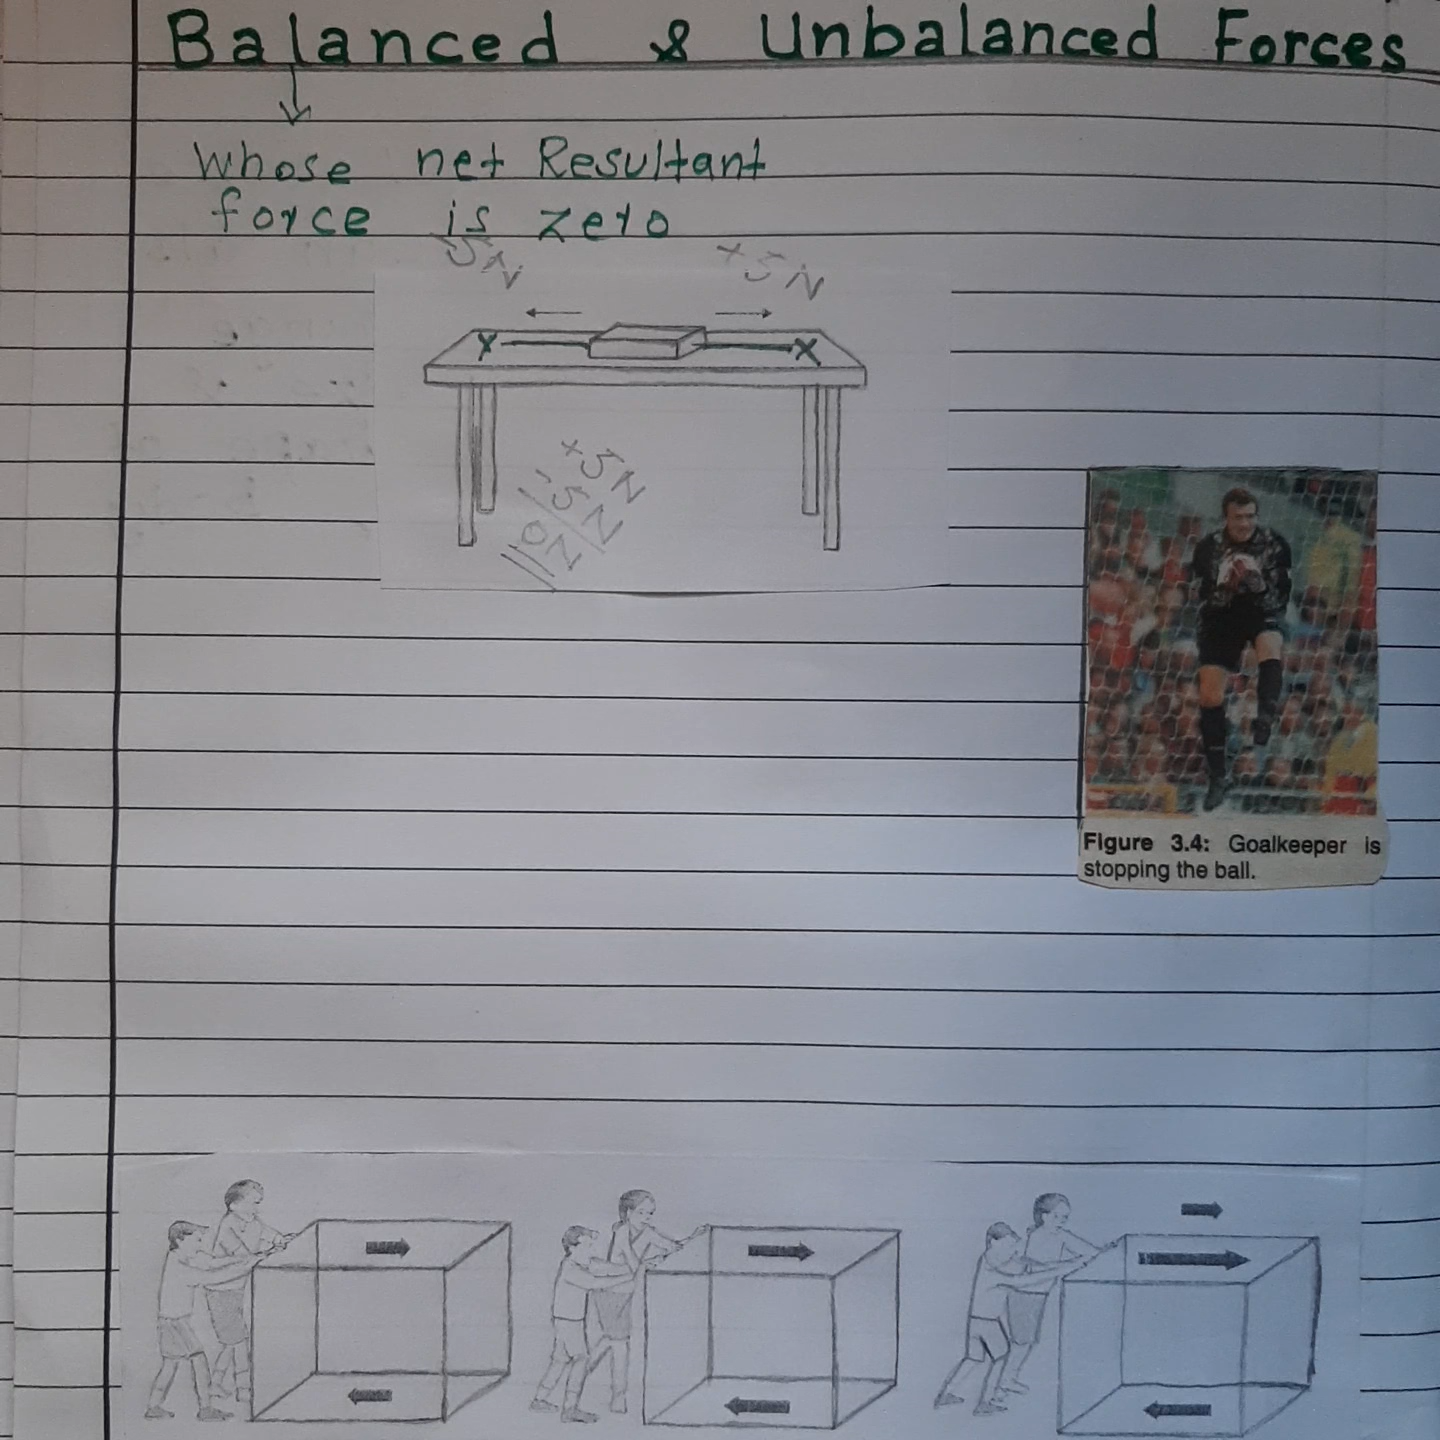 Balanced & Unbalanced Forces
Whose net Resultant
force is zero
-5N +5N
X X
+5N
-5N
0N
Figure 3.4: Goalkeeper is
stopping the ball.